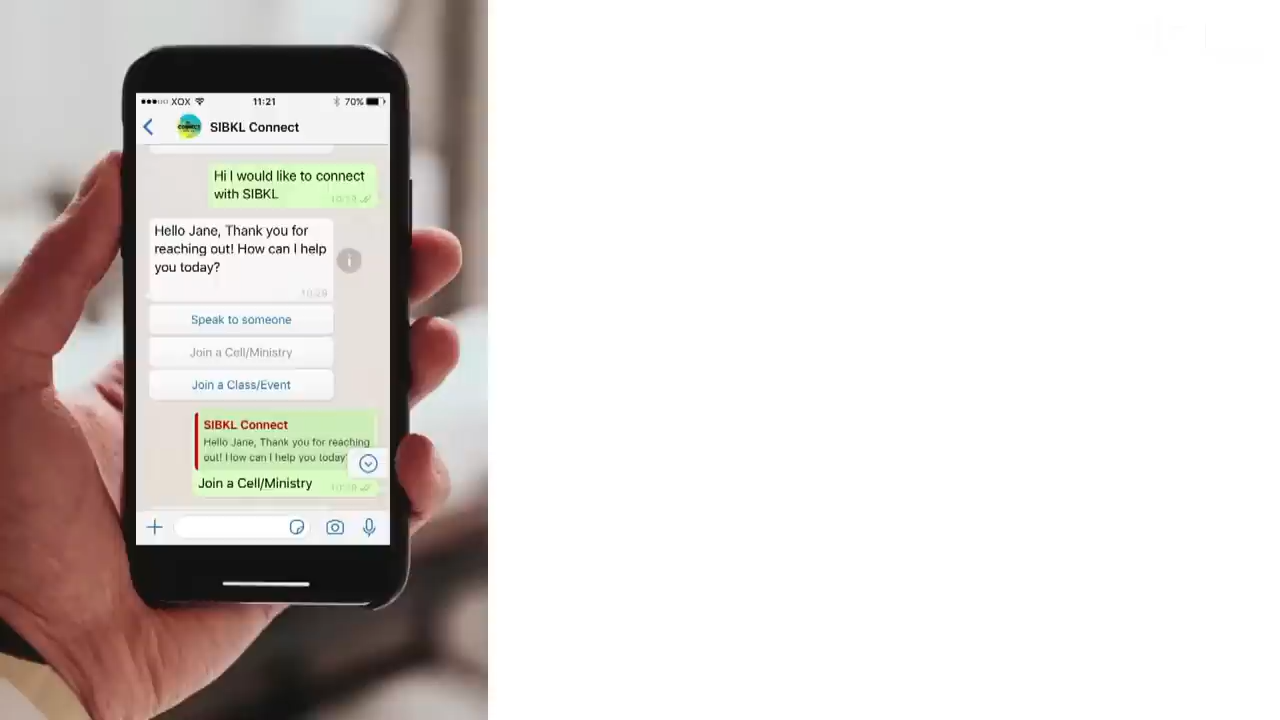 XOX
11:21
70%
SIBKL Connect
Hi I would like to connect
with SIBKL
Hello Jane, Thank you for
reaching out! How can I help
you today?
Speak to someone
Join a Cell/Ministry
Join a Class/Event
SIBKL Connect
Hello Jane, Thank you for reaching
out! How can I help you today
Join a Cell/Ministry